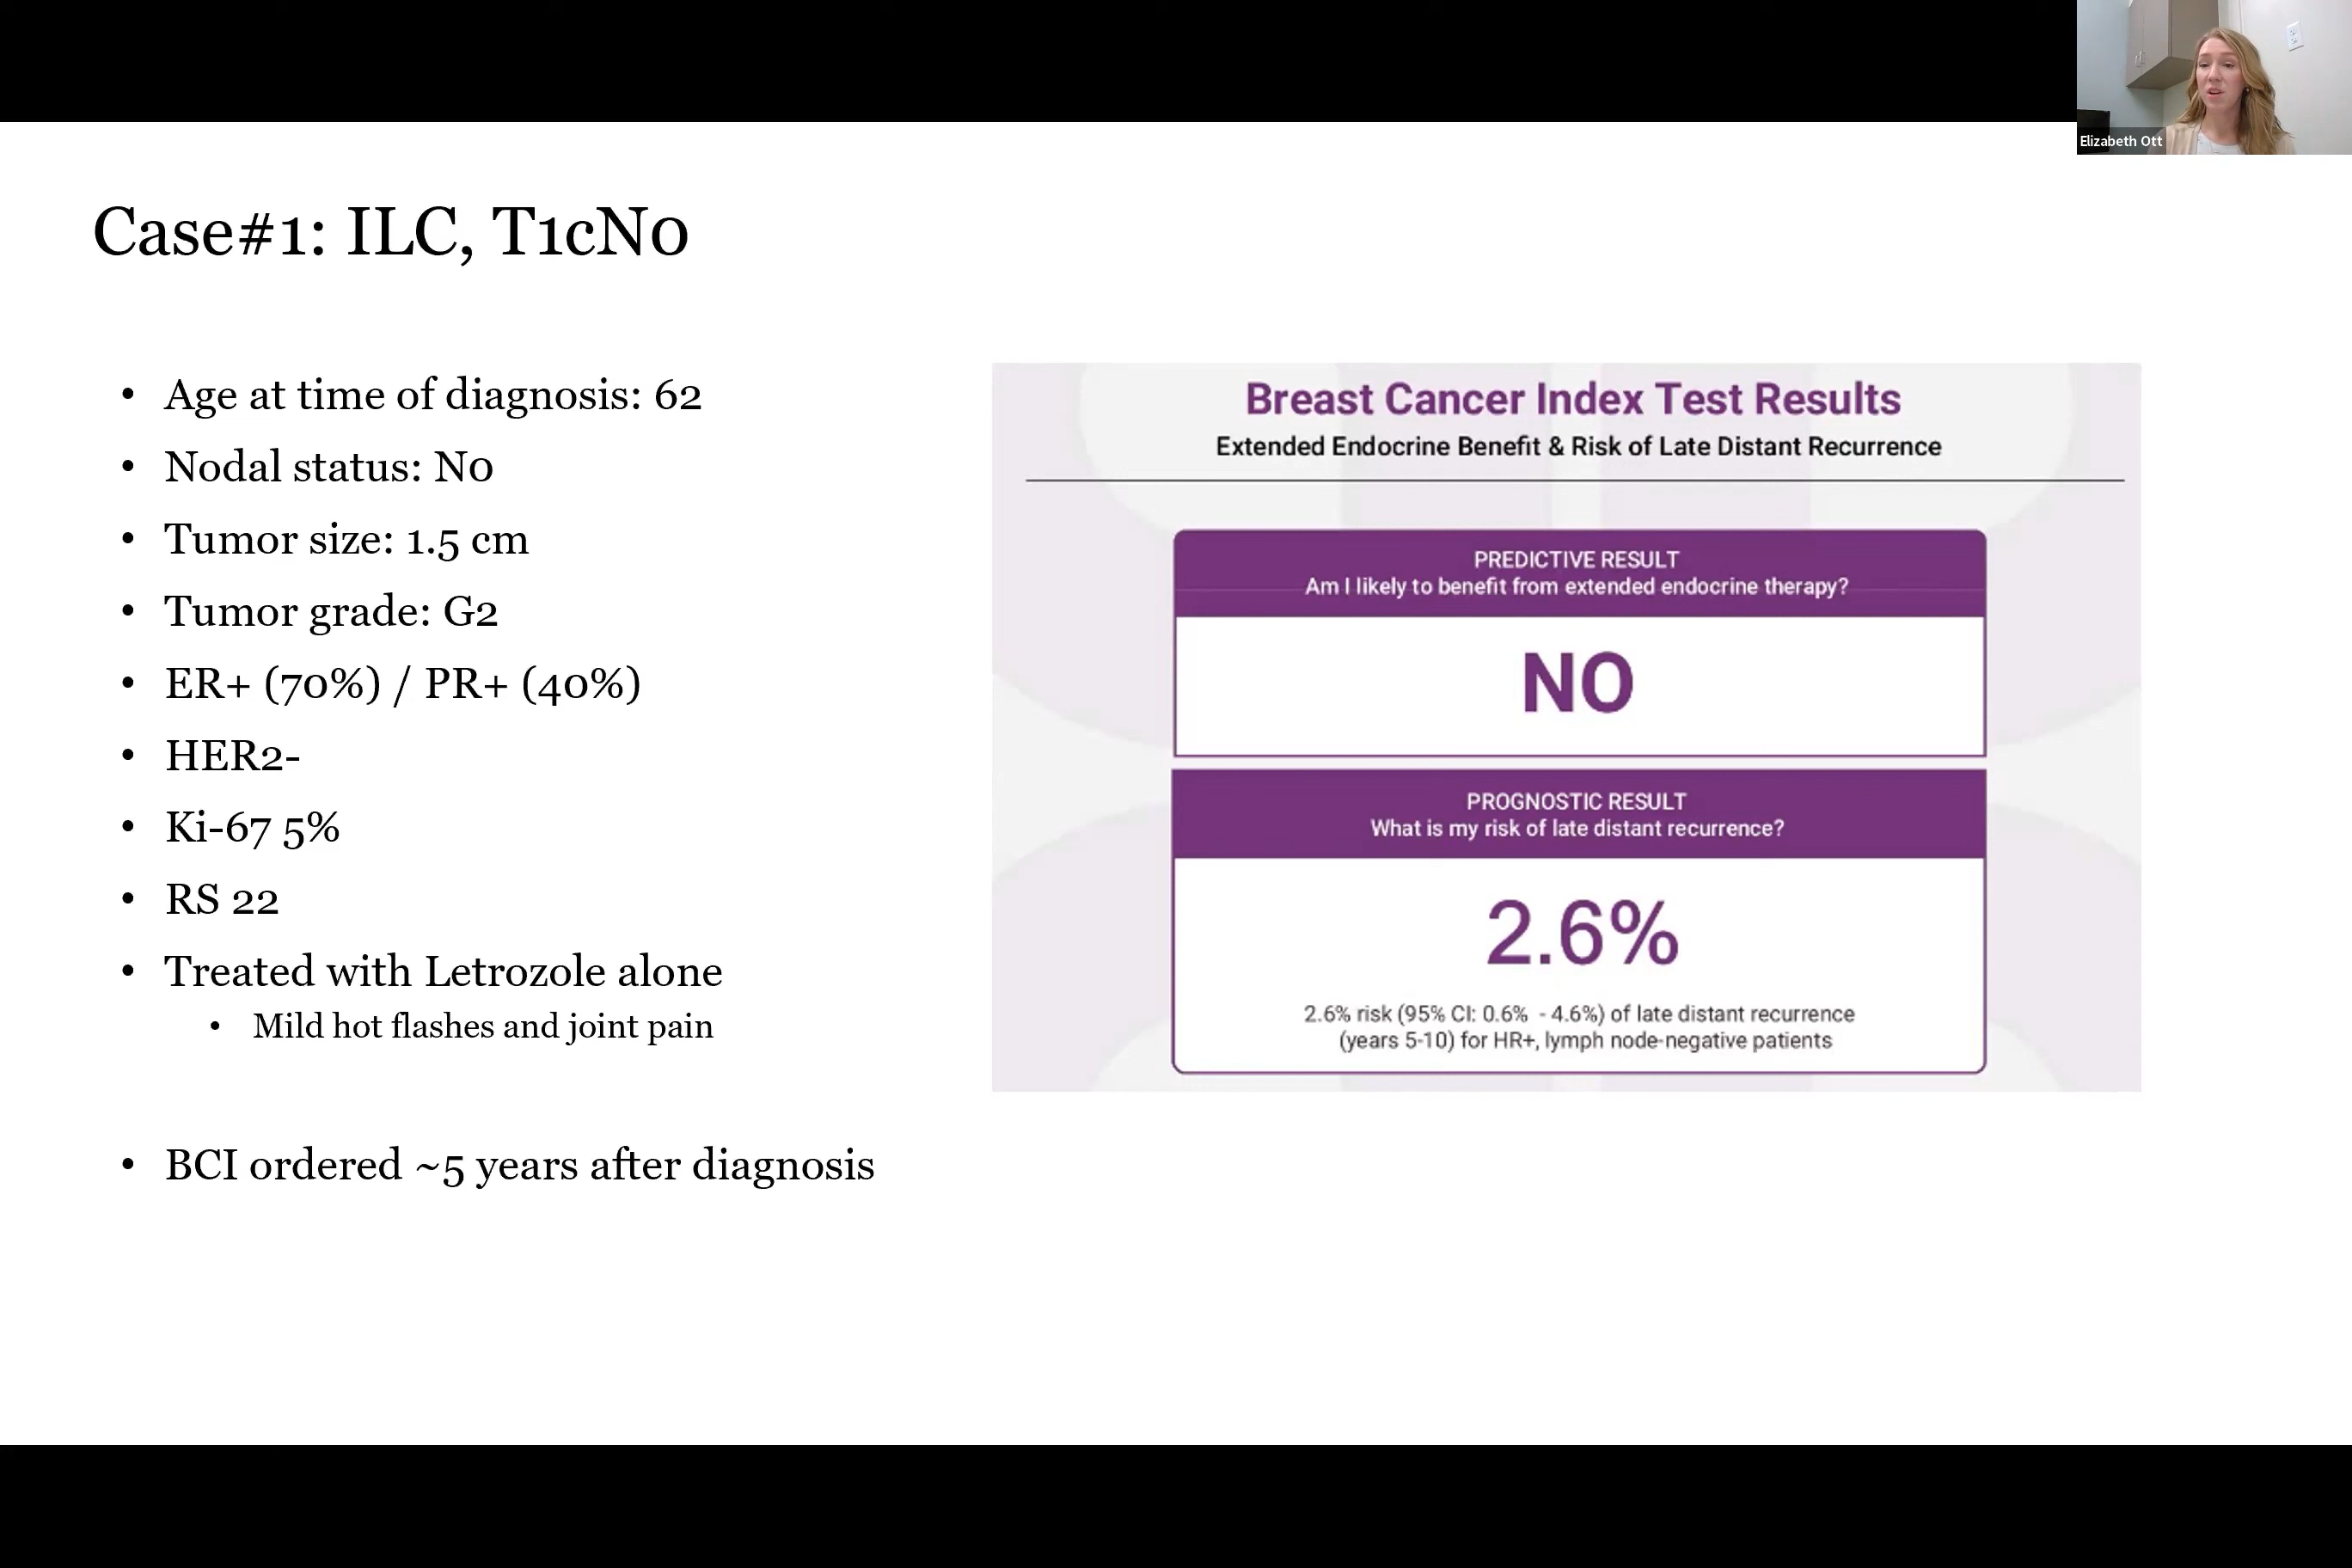 Elizabeth Ott
Case#1: ILC, T1cN0
• Age at time of diagnosis: 62
• Nodal status: N0
• Tumor size: 1.5 cm
• Tumor grade: G2
• ER+ (70%) / PR+ (40%)
• HER2-
• Ki-67 5%
• RS 22
• Treated with Letrozole alone
• Mild hot flashes and joint pain
• BCI ordered ~5 years after diagnosis
Breast Cancer Index Test Results
Extended Endocrine Benefit & Risk of Late Distant Recurrence
PREDICTIVE RESULT
Am I likely to benefit from extended endocrine therapy?
NO
PROGNOSTIC RESULT
What is my risk of late distant recurrence?
2.6%
2.6% risk (95% CI: 0.6% - 4.6%) of late distant recurrence
(years 5-10) for HR+, lymph node-negative patients